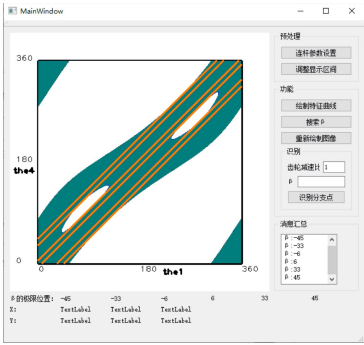 MainWindow
预处理
连杆参数设置
调整显示区间
功能
绘制特征曲线
搜索β
重新绘制图像
识别
齿轮减速计 1
β
识别分支点
消息汇总
β:-45
β:-33
β:-6
β:6
β:33
β:45
360
180
the4
0
0 180 360
the1
β的极限位置: -45 -33 -6 6 33 45
X: TextLabel TextLabel TextLabel
Y: TextLabel TextLabel TextLabel